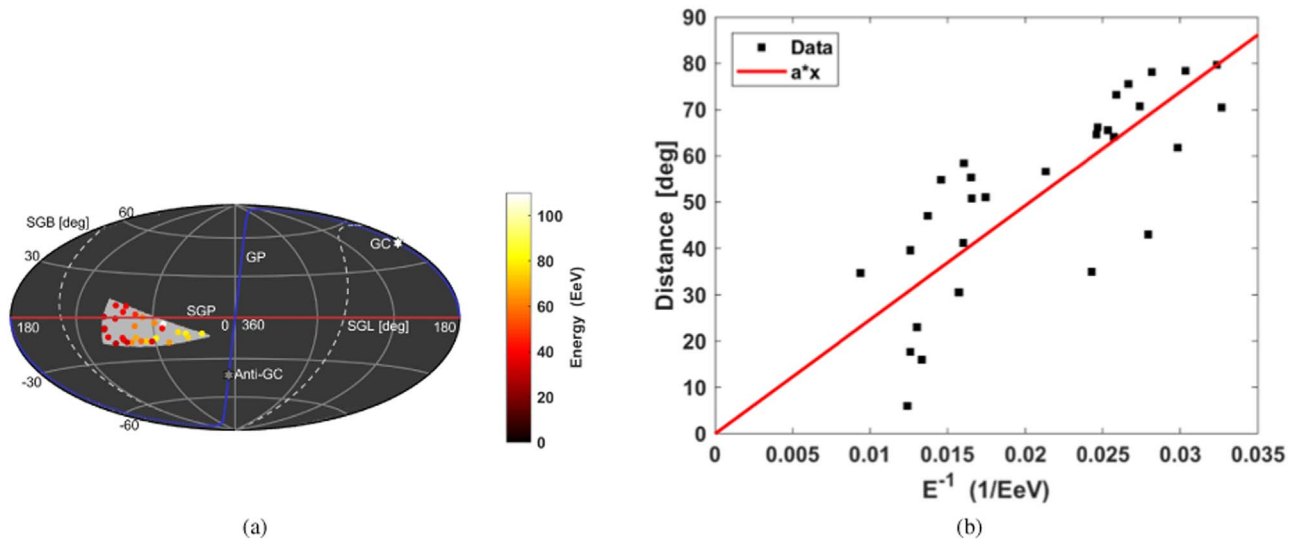 SGB [deg]
60
GC
30
GP
SGP
180
0
360
SGL [deg]
180
-30
Anti-GC
-60
100
80
60
40
20
0
Energy (EeV)
(a)
90
80
70
60
50
40
30
20
10
0
Distance [deg]
Data
a*x
0
0.005
0.01
0.015
0.02
0.025
0.03
0.035
E⁻¹ (1/EeV)
(b)